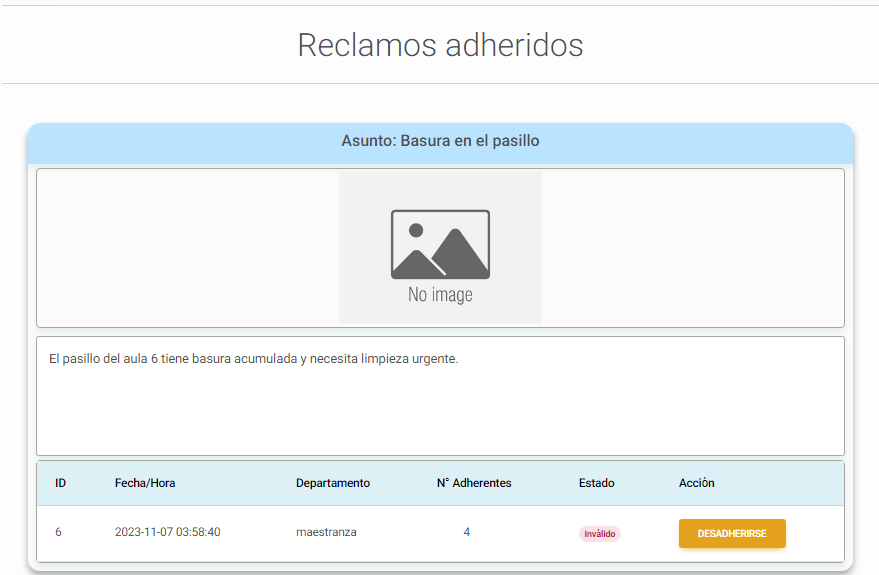 Reclamos adheridos
Asunto: Basura en el pasillo
No image
El pasillo del aula 6 tiene basura acumulada y necesita limpieza urgente.
ID Fecha/Hora Departamento N° Adherentes Estado Acción
6 2023-11-07 03:58:40 maestranza 4 Inválido DESADHERIRSE